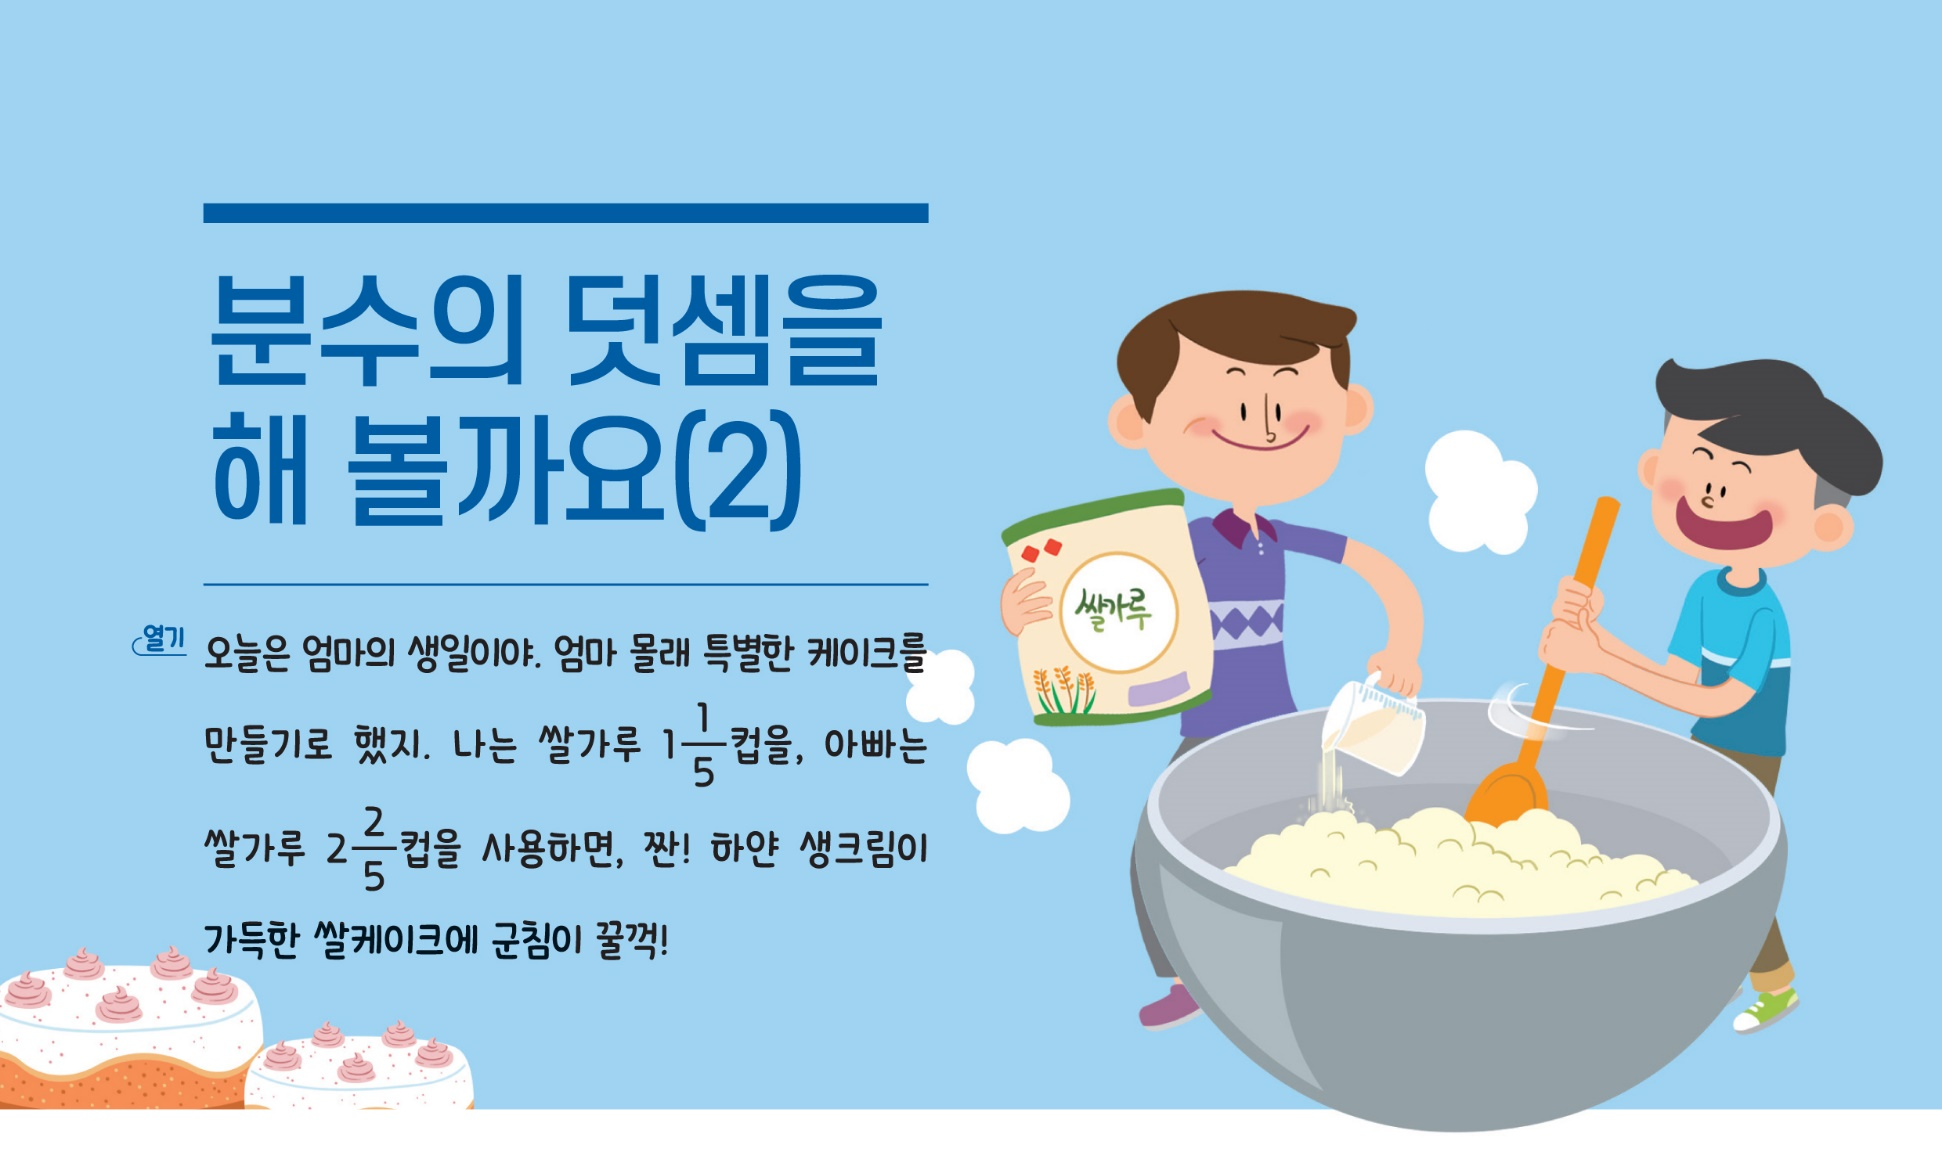 분수의 덧셈을
해 볼까요(2)
열기
오늘은 엄마의 생일이야. 엄마 몰래 특별한 케이크를
만들기로 했지. 나는 쌀가루 1 1/5컵을, 아빠는
쌀가루 2 2/5컵을 사용하면, 짠! 하얀 생크림이
가득한 쌀케이크에 군침이 꿀꺽!
쌀가루